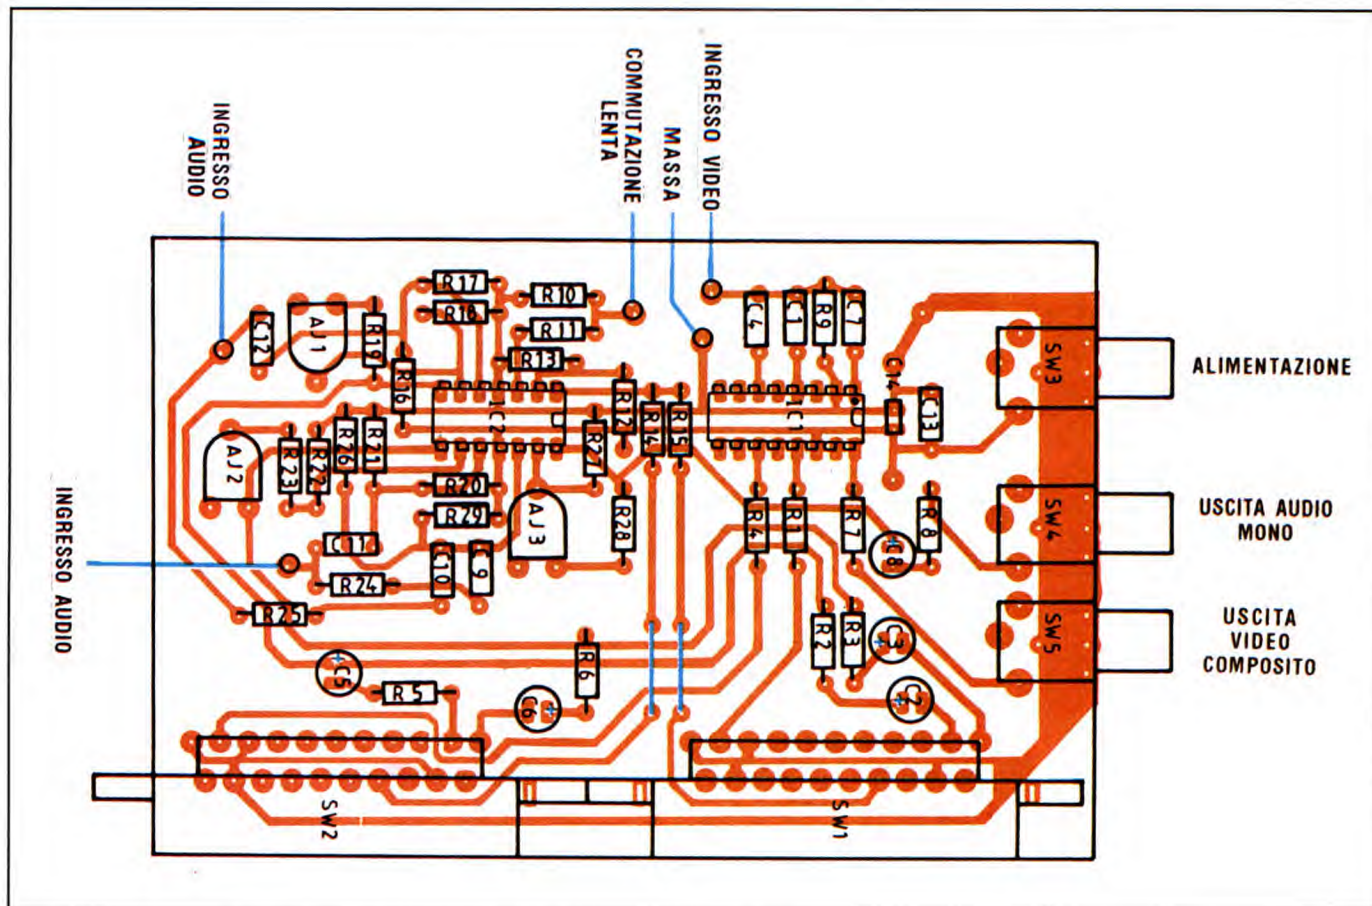 INGRESSO VIDEO
COMMUTAZIONE
LENTA
MASSA
INGRESSO
AUDIO
R17
R18
R10
R11
R13
C12
AJ1
R19
R16
IC2
R12
R14
R15
R27
C4
C1
R9
C7
IC1
C14
C13
SW3
ALIMENTAZIONE
AJ2
R23
R22
R26
R21
R20
R29
AJ3
R28
R4
R1
R7
C8
R8
SW4
USCITA AUDIO
MONO
INGRESSO AUDIO
C11
R24
C10
C9
R25
R6
R2
R3
C3
SW5
USCITA
VIDEO
COMPOSITO
C5
R5
C6
C2
SW2
SW1